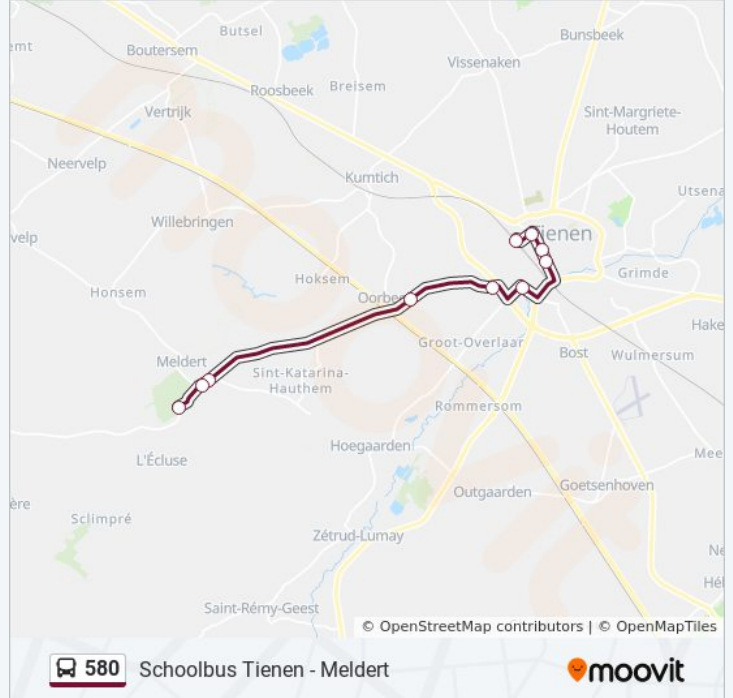 Butsel
Bunsbeek
Boutersem
Vissenaken
Roosbeek
Breisem
Vertrijk
Sint-Margriete-
Houtem
Neervelp
Kumtich
Utsena
Willebringen
Tienen
velp
Hoksem
Grimde
Honsem
Oorbe
Hake
Groot-Overlaar
Bost
Wulmersum
Meldert
Sint-Katarina-
Hauthem
Rommersom
Hoegaarden
L'Écluse
Mee
Goetsenhoven
Outgaarden
ère
Sclimpré
Zétrud-Lumay
Ne
Hél
Saint-Rémy-Geest
© OpenStreetMap contributors | © OpenMapTiles
580 Schoolbus Tienen - Meldert
moovit